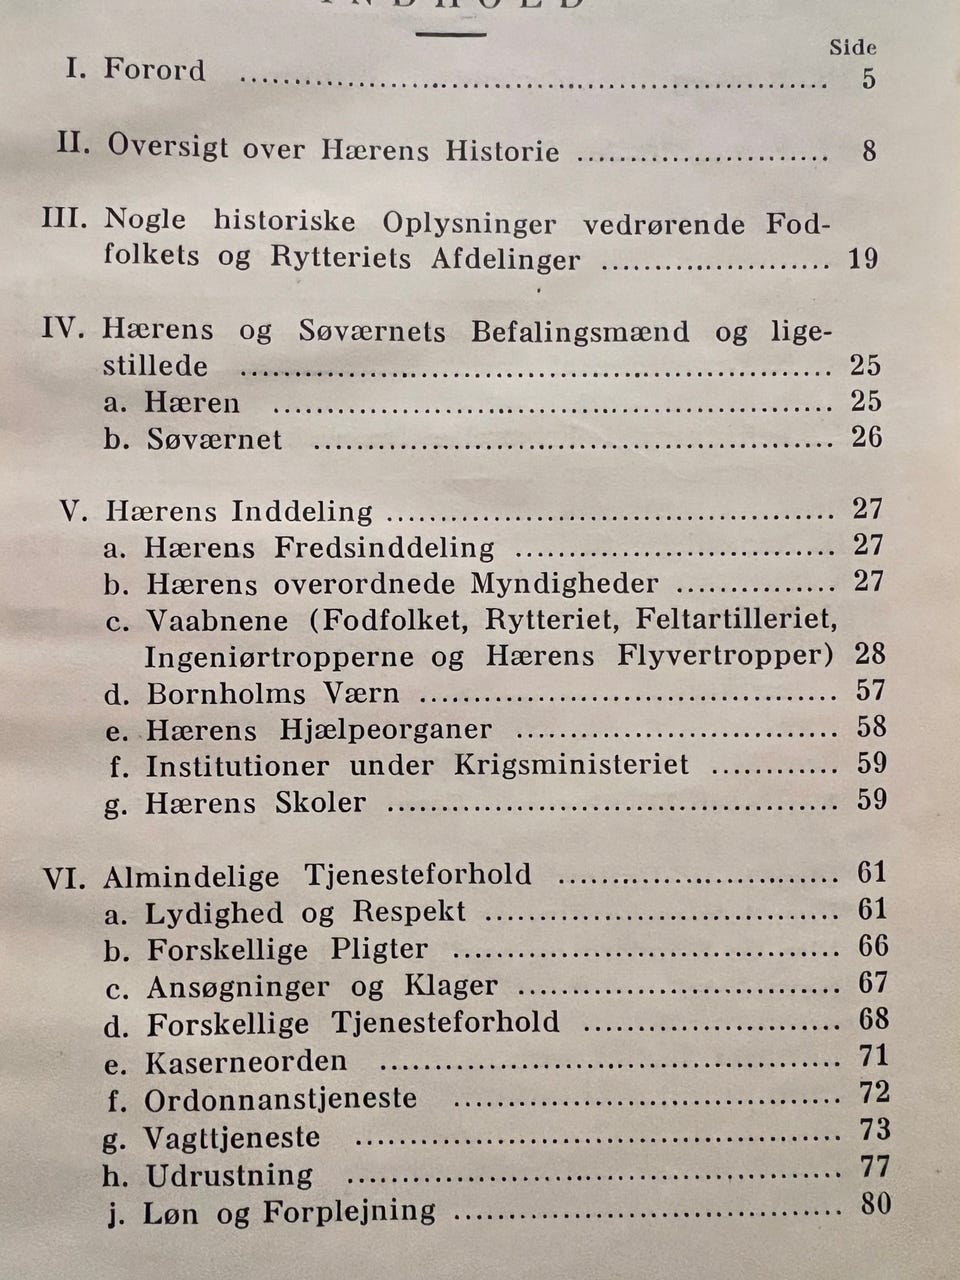 INDHOLD
Side
I. Forord ........................................................ 5
II. Oversigt over Hærens Historie ........................ 8
III. Nogle historiske Oplysninger vedrørende Fod-
folkets og Rytteriets Afdelinger ...................... 19
IV. Hærens og Søværnets Befalingsmænd og lige-
stillede ........................................................ 25
a. Hæren ..................................................... 25
b. Søværnet ................................................. 26
V. Hærens Inddeling .......................................... 27
a. Hærens Fredsinddeling .............................. 27
b. Hærens overordnede Myndigheder ............... 27
c. Vaabnene (Fodfolket, Rytteriet, Feltartilleriet,
Ingeniørtropperne og Hærens Flyvertropper) 28
d. Bornholms Værn ....................................... 57
e. Hærens Hjælpeorganer .............................. 58
f. Institutioner under Krigsministeriet ............ 59
g. Hærens Skoler .......................................... 59
VI. Almindelige Tjenesteforhold ........................... 61
a. Lydighed og Respekt ................................. 61
b. Forskellige Pligter .................................... 66
c. Ansøgninger og Klager .............................. 67
d. Forskellige Tjenesteforhold ........................ 68
e. Kaserneorden ........................................... 71
f. Ordonnanstjeneste .................................... 72
g. Vagttjeneste ............................................. 73
h. Udrustning .............................................. 77
j. Løn og Forplejning .................................... 80